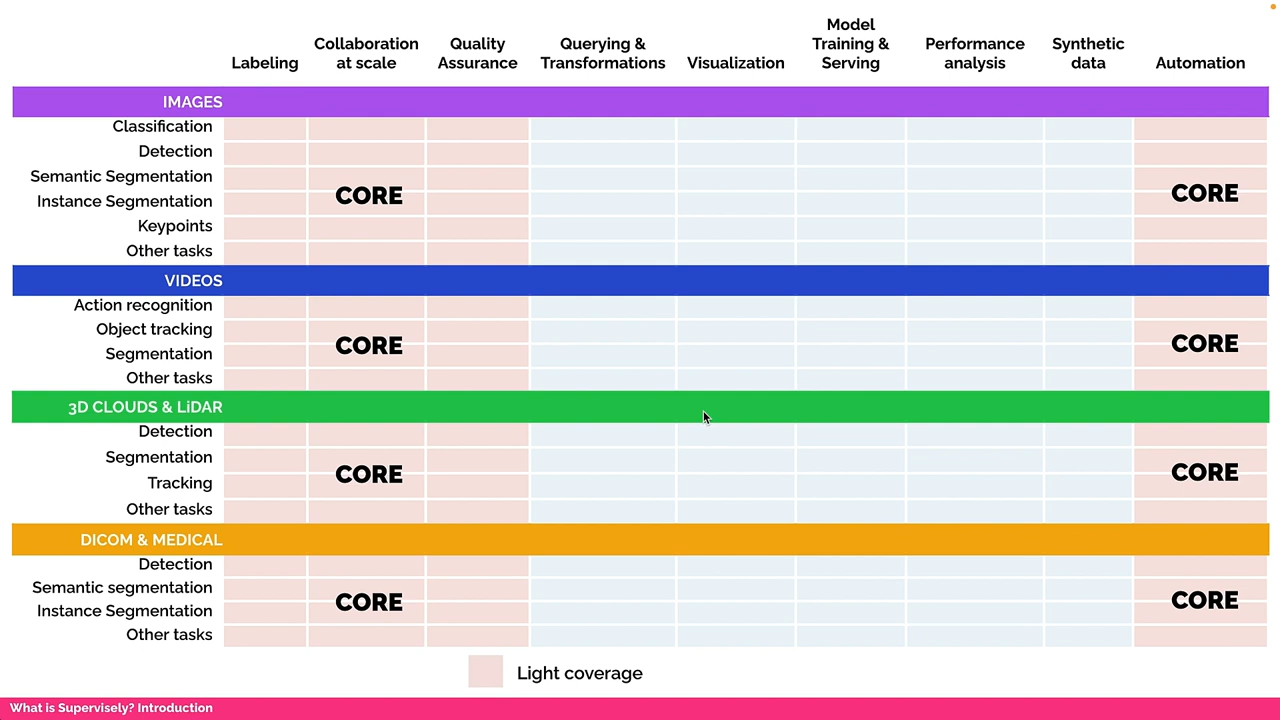 Labeling
Collaboration
at scale
Quality
Assurance
Querying &
Transformations
Visualization
Model
Training &
Serving
Performance
analysis
Synthetic
data
Automation
IMAGES
Classification
Detection
Semantic Segmentation
Instance Segmentation
Keypoints
Other tasks
CORE
CORE
VIDEOS
Action recognition
Object tracking
Segmentation
Other tasks
CORE
CORE
3D CLOUDS & LiDAR
Detection
Segmentation
Tracking
Other tasks
CORE
CORE
DICOM & MEDICAL
Detection
Semantic segmentation
Instance Segmentation
Other tasks
CORE
CORE
Light coverage
What is Supervisely? Introduction